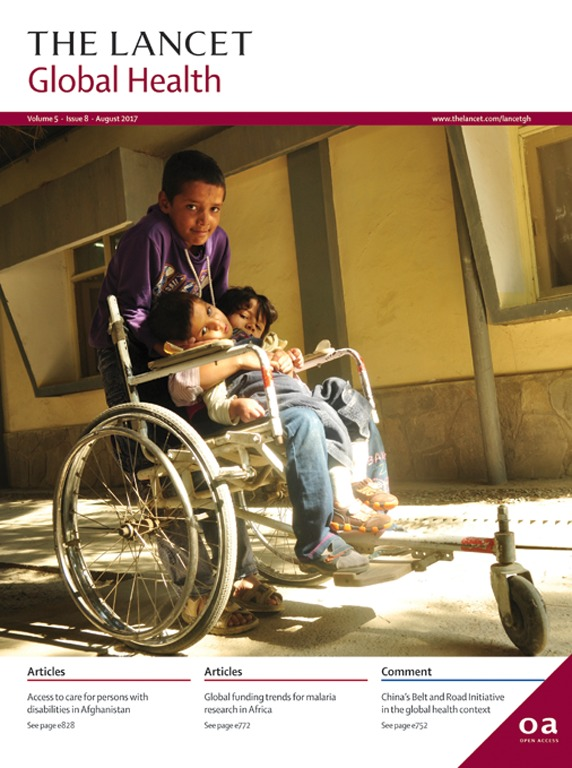 THE LANCET
Global Health
Volume 5 · Issue 8 · August 2017
www.thelancet.com/lancetgh
Articles
Access to care for persons with
disabilities in Afghanistan
See page e828
Articles
Global funding trends for malaria
research in Africa
See page e772
Comment
China's Belt and Road Initiative
in the global health context
See page e752
oa
OPEN ACCESS